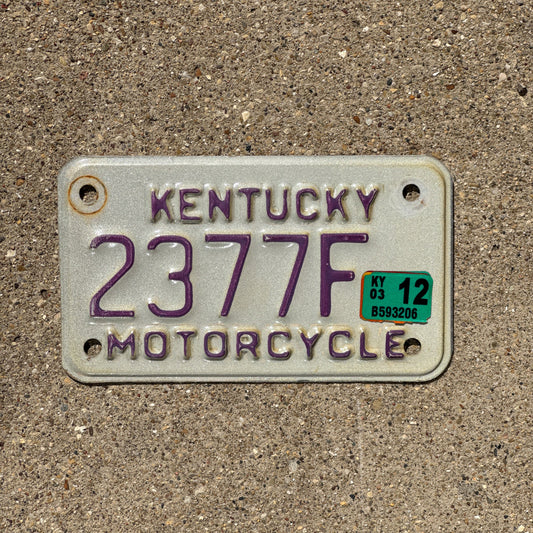 KENTUCKY
2377F
KY 03 12
B593206
MOTORCYCLE